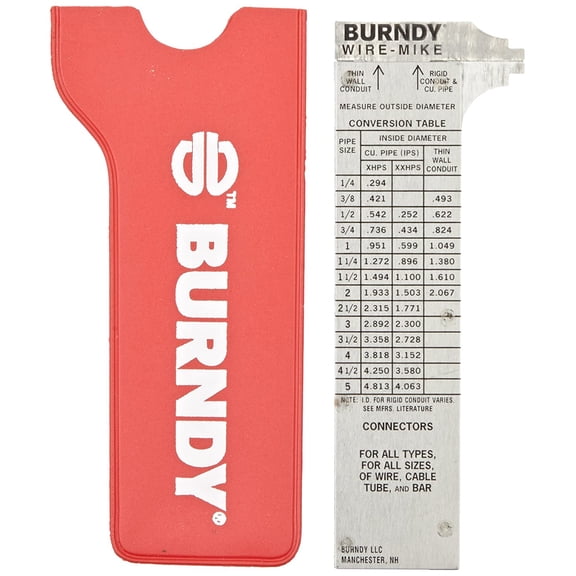 BURNDY®
TM
BURNDY®
WIRE-MIKE
THIN WALL CONDUIT
RIGID CONDUIT & CU. PIPE
MEASURE OUTSIDE DIAMETER
CONVERSION TABLE
PIPE SIZE
INSIDE DIAMETER
CU. PIPE (IPS)
THIN WALL CONDUIT
XHPS XXHPS
1/4 .294
3/8 .421 .493
1/2 .542 .252 .622
3/4 .736 .434 .824
1 .951 .599 1.049
1 1/4 1.272 .896 1.380
1 1/2 1.494 1.100 1.610
2 1.933 1.503 2.067
2 1/2 2.315 1.771
3 2.892 2.300
3 1/2 3.358 2.728
4 3.818 3.152
4 1/2 4.250 3.580
5 4.813 4.063
NOTE: I.D. FOR RIGID CONDUIT VARIES.
SEE MFRS. LITERATURE
CONNECTORS
FOR ALL TYPES,
FOR ALL SIZES,
OF WIRE, CABLE
TUBE, AND BAR
BURNDY LLC
MANCHESTER, NH